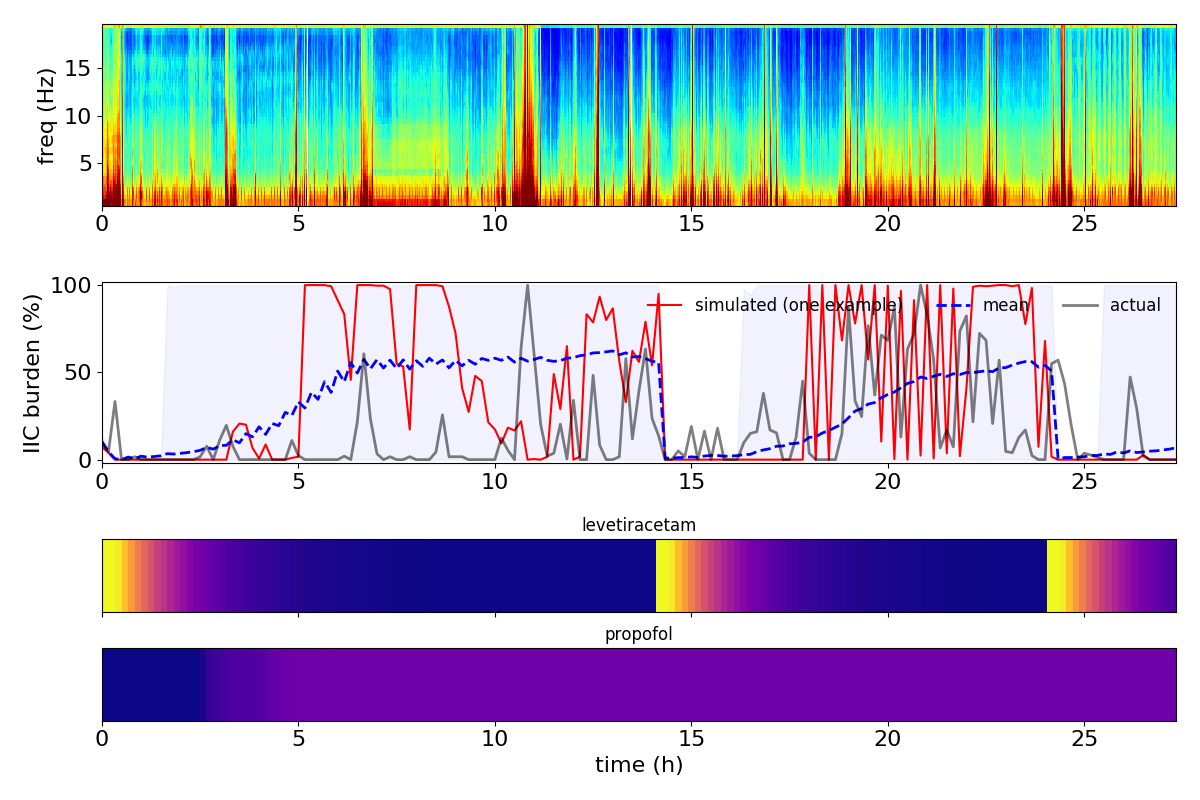 freq (Hz)
15
10
5
0 5 10 15 20 25
IIC burden (%)
100
50
0
simulated (one example) mean actual
0 5 10 15 20 25
levetiracetam
propofol
0 5 10 15 20 25
time (h)